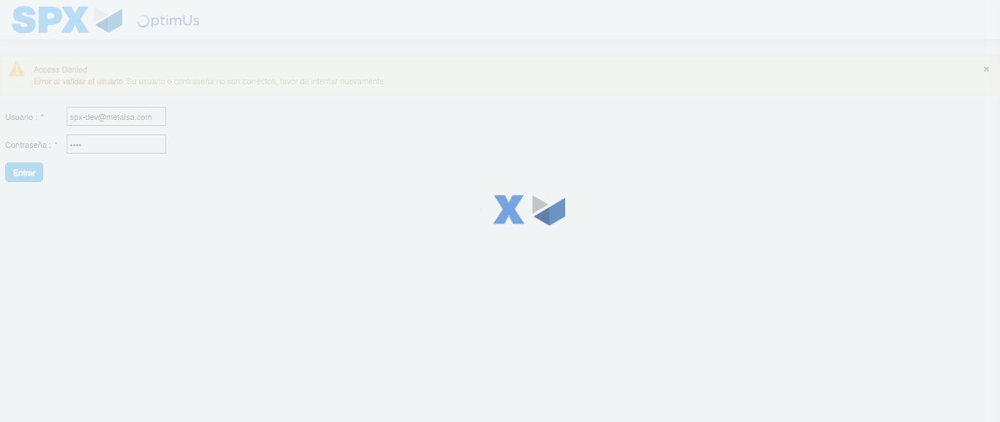 SPX OptimUs
Access Denied
Error al validar el usuario Su usuario o contraseña no son correctos, favor de intentar nuevamente
Usuario : * spx-dev@metalsa.com
Contraseña : * ••••
Entrar
X